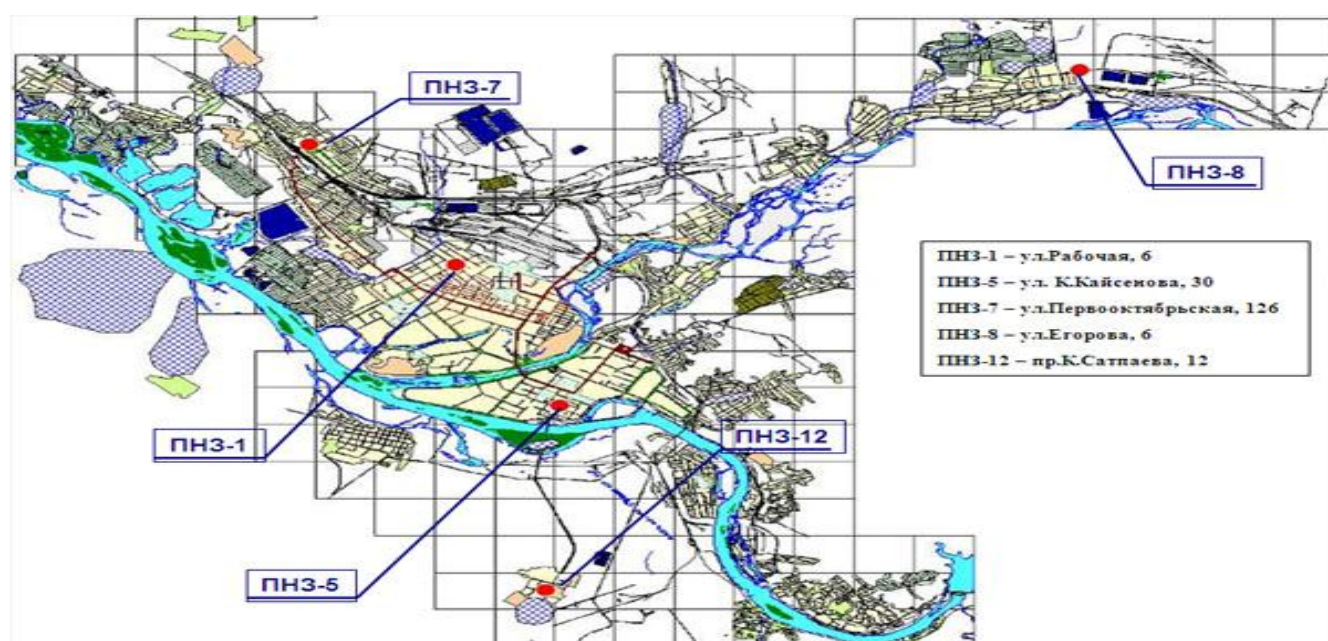 ПНЗ-7
ПНЗ-8
ПНЗ-1 – ул.Рабочая, 6
ПНЗ-5 – ул. К.Кайсенова, 30
ПНЗ-7 – ул.Первооктябрьская, 126
ПНЗ-8 – ул.Егорова, 6
ПНЗ-12 – пр.К.Сатпаева, 12
ПНЗ-1
ПНЗ-12
ПНЗ-5